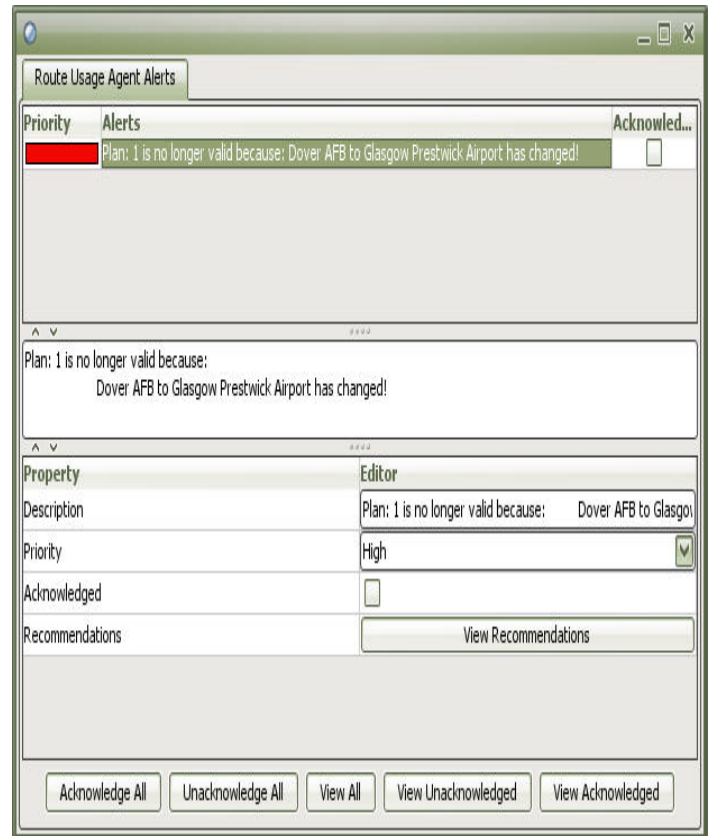 Route Usage Agent Alerts
Priority Alerts Acknowled...
Plan: 1 is no longer valid because: Dover AFB to Glasgow Prestwick Airport has changed!
Plan: 1 is no longer valid because:
Dover AFB to Glasgow Prestwick Airport has changed!
Property Editor
Description Plan: 1 is no longer valid because: Dover AFB to Glasgow
Priority High
Acknowledged
Recommendations View Recommendations
Acknowledge All Unacknowledge All View All View Unacknowledged View Acknowledged